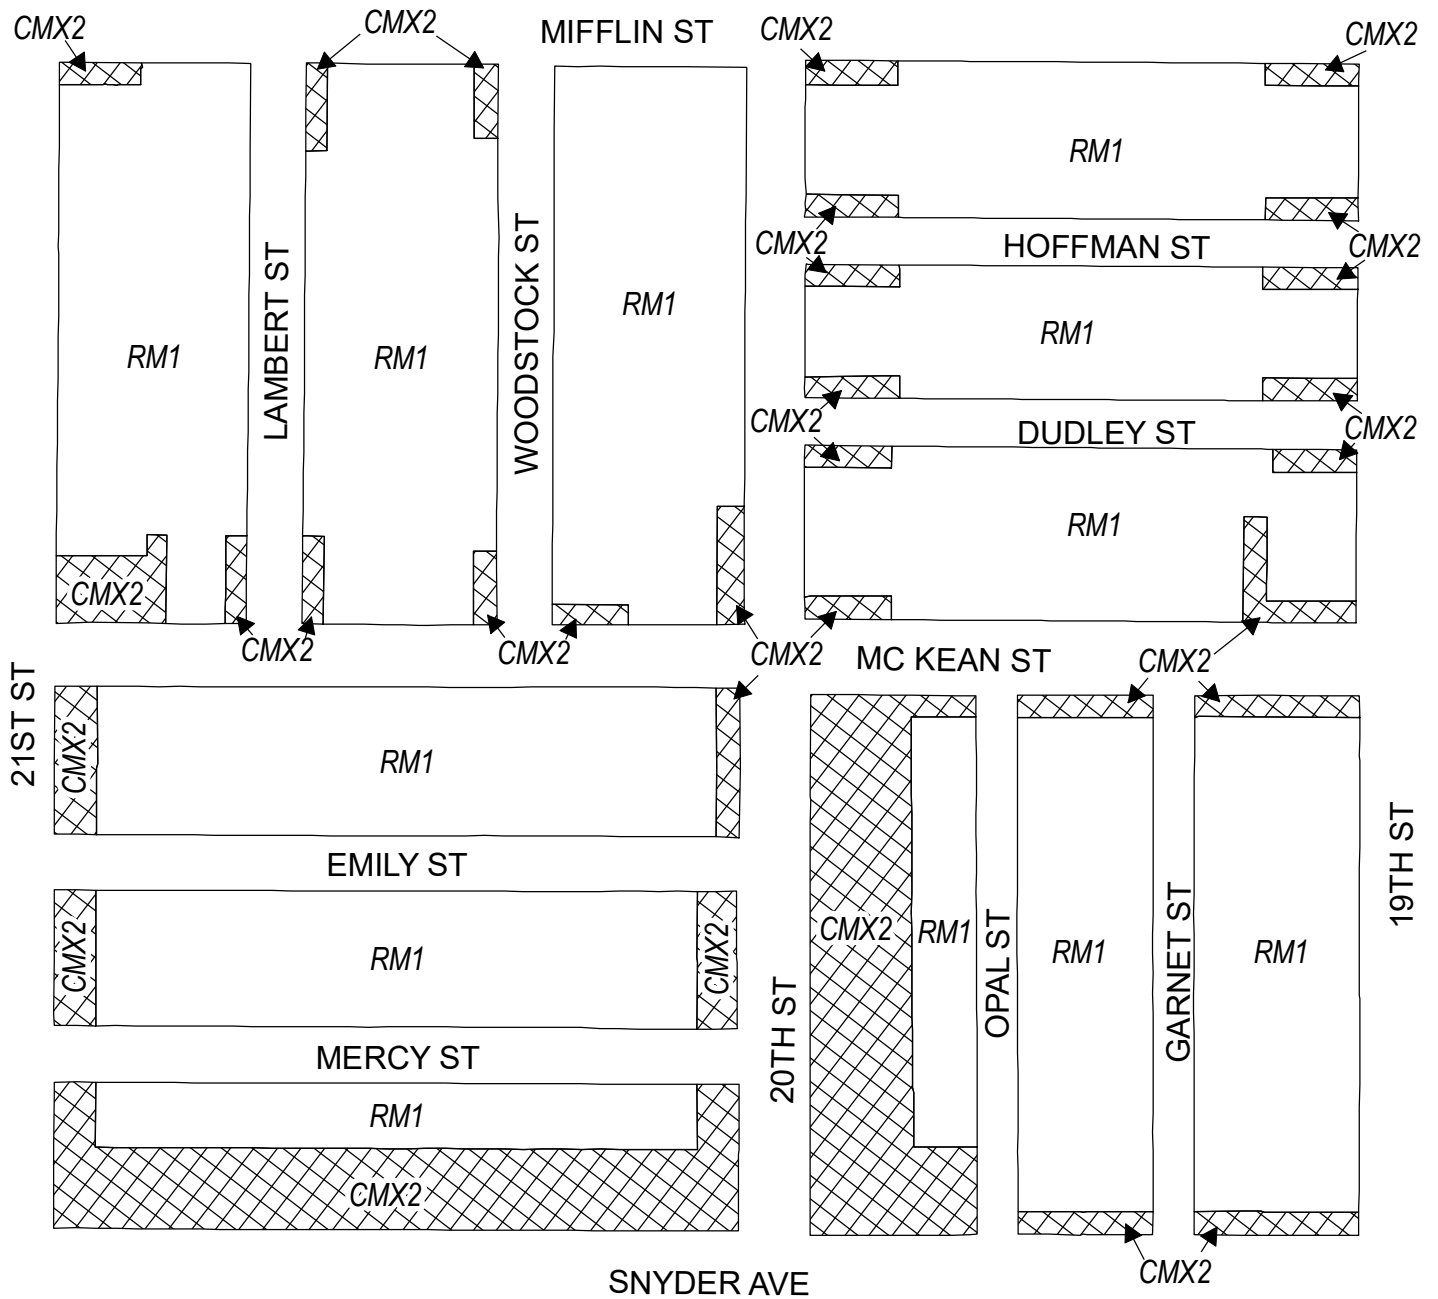 CMX2
CMX2
MIFFLIN ST
CMX2
CMX2
RM1
CMX2
HOFFMAN ST
CMX2
LAMBERT ST
WOODSTOCK ST
RM1
RM1
RM1
RM1
CMX2
DUDLEY ST
CMX2
RM1
CMX2
CMX2
CMX2
CMX2
MC KEAN ST
CMX2
21ST ST
CMX2
RM1
EMILY ST
19TH ST
CMX2
RM1
CMX2
CMX2
RM1
OPAL ST
RM1
GARNET ST
RM1
MERCY ST
20TH ST
RM1
CMX2
CMX2
SNYDER AVE